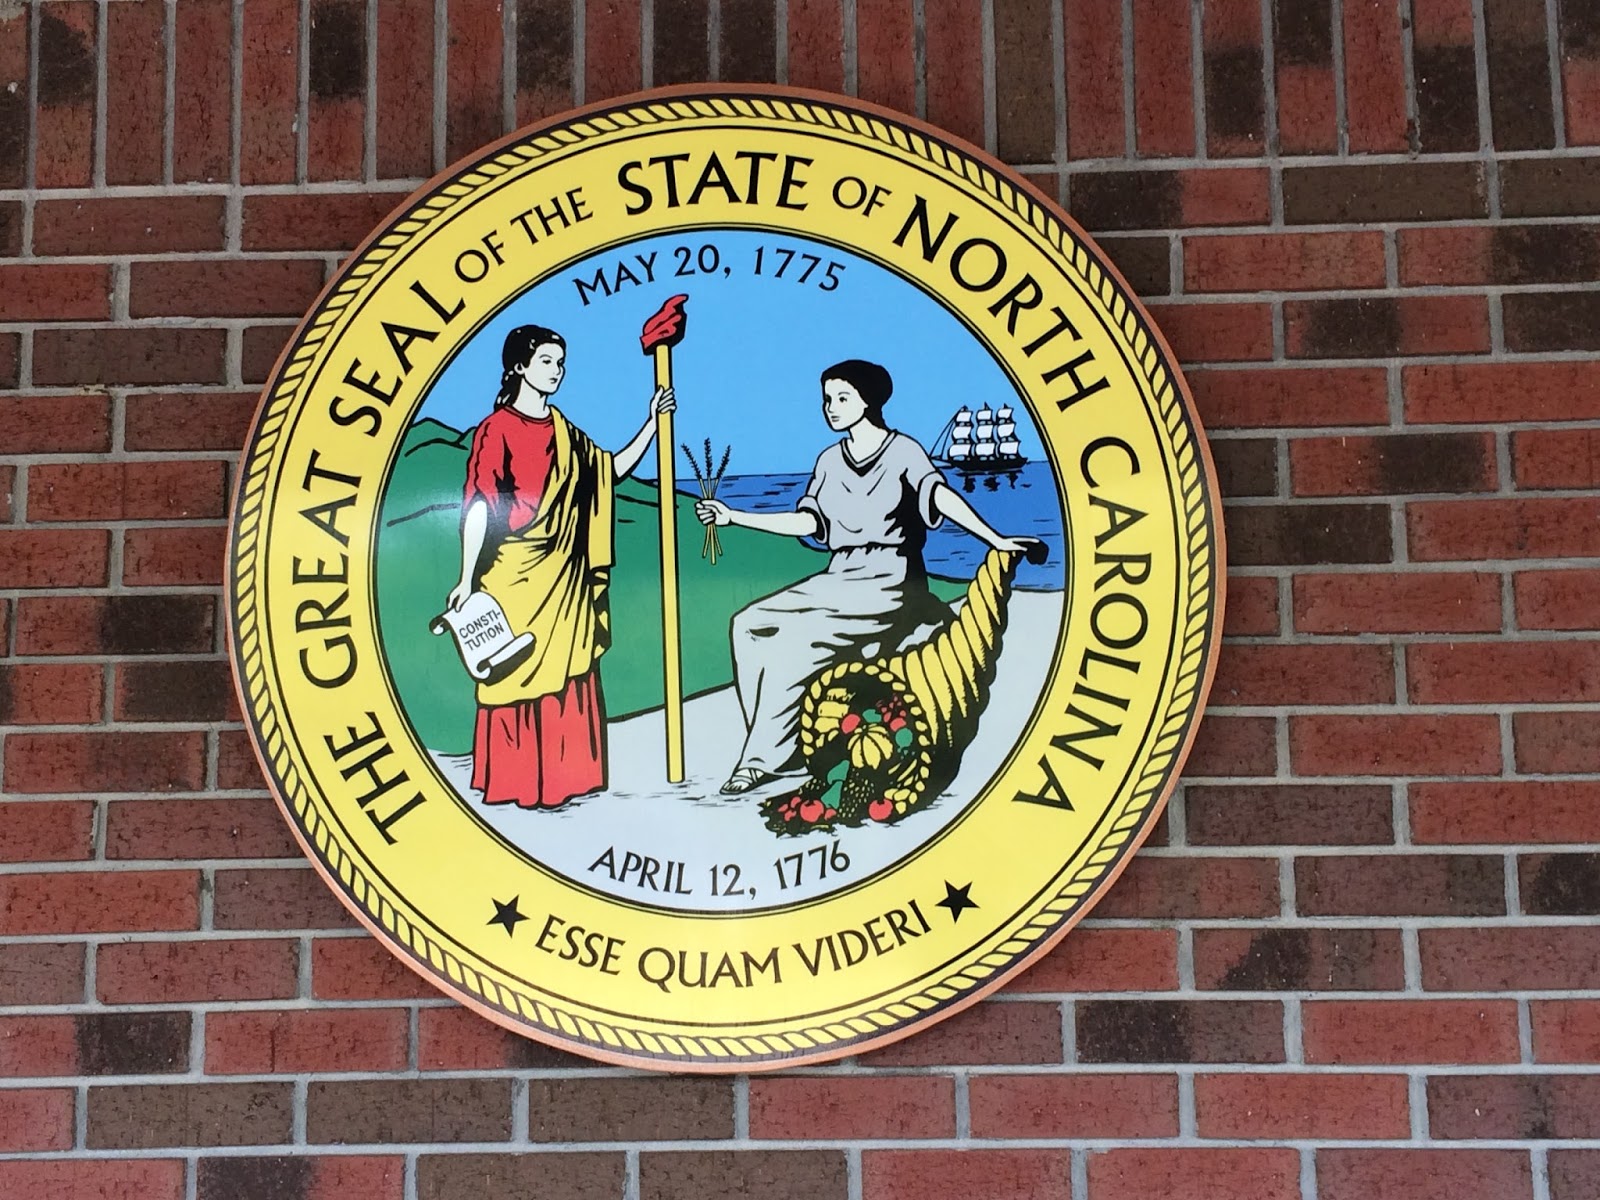 THE GREAT SEAL OF THE STATE OF NORTH CAROLINA
MAY 20, 1775
CONSTI-
TUTION
APRIL 12, 1776
ESSE QUAM VIDERI